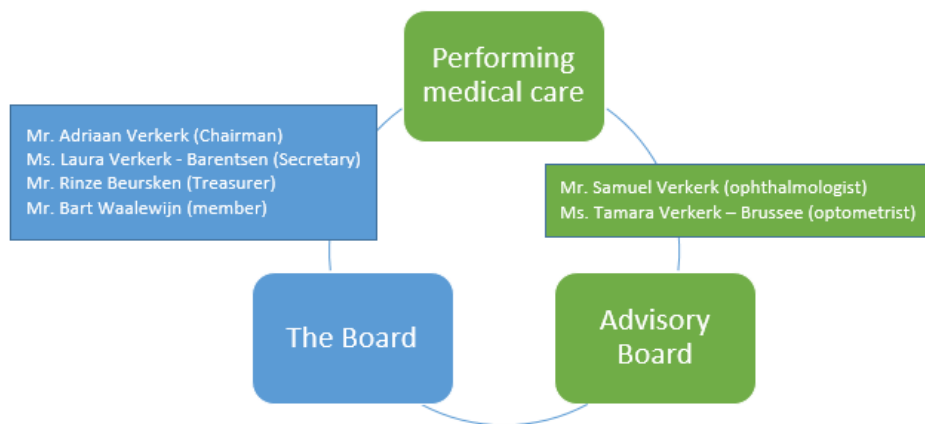 Performing
medical care
Mr. Adriaan Verkerk (Chairman)
Ms. Laura Verkerk - Barentsen (Secretary)
Mr. Rinze Beursken (Treasurer)
Mr. Bart Waalewijn (member)
Mr. Samuel Verkerk (ophthalmologist)
Ms. Tamara Verkerk – Brussee (optometrist)
The Board
Advisory
Board